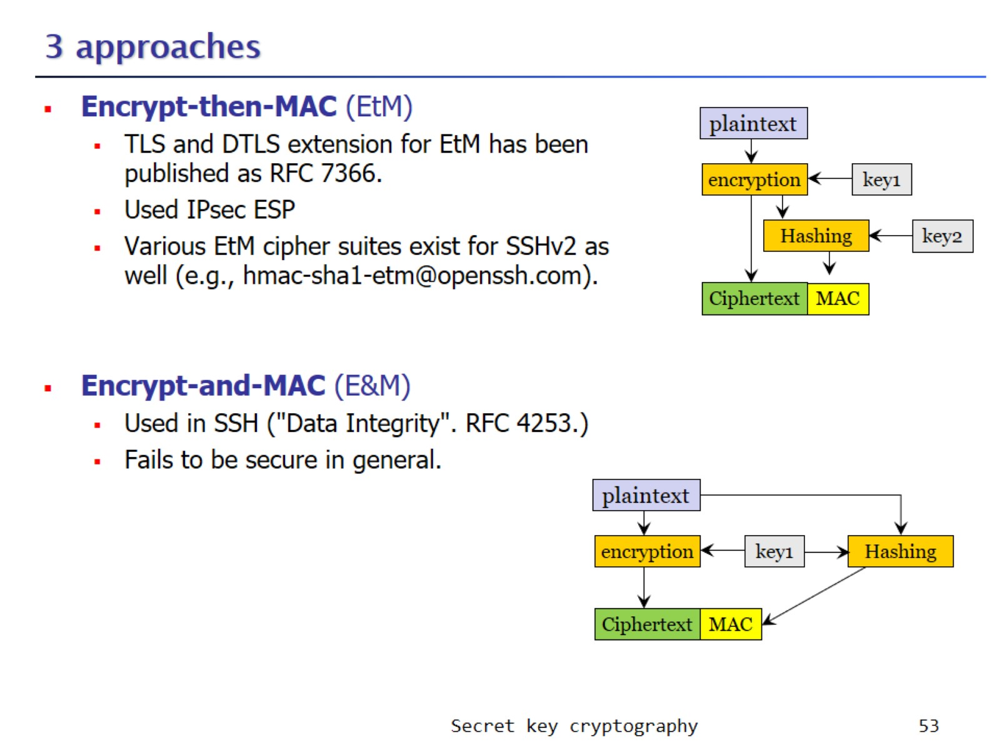 3 approaches
Encrypt-then-MAC (EtM)
TLS and DTLS extension for EtM has been
published as RFC 7366.
Used IPsec ESP
Various EtM cipher suites exist for SSHv2 as
well (e.g., hmac-sha1-etm@openssh.com).
plaintext
encryption
key1
Hashing
key2
Ciphertext
MAC
Encrypt-and-MAC (E&M)
Used in SSH ("Data Integrity". RFC 4253.)
Fails to be secure in general.
plaintext
encryption
key1
Hashing
Ciphertext
MAC
Secret key cryptography
53